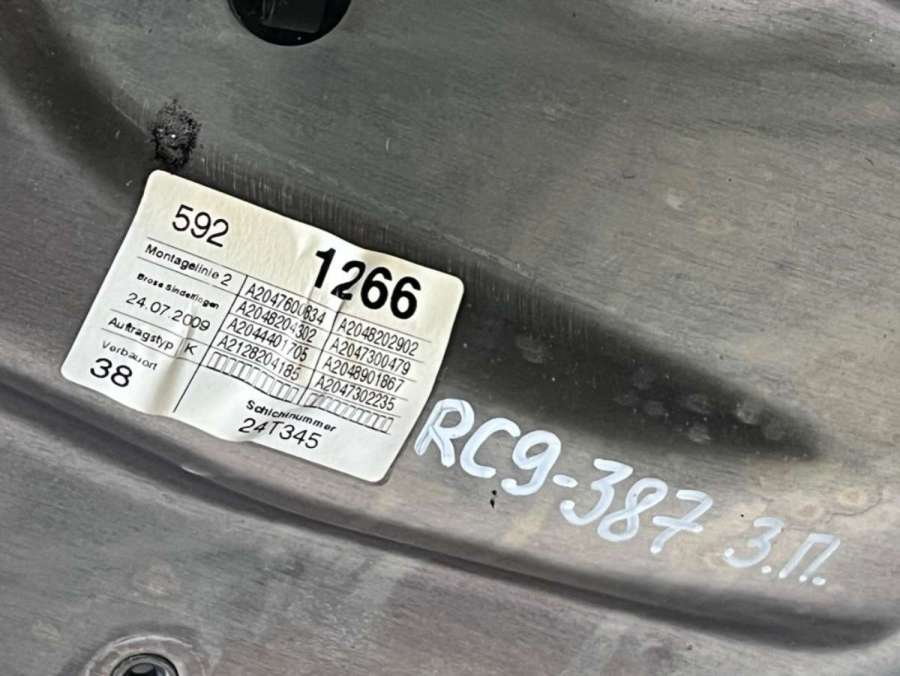 592
1266
Montagelinie 2
Brose Sindelfingen
24.07.2009
Auftragstyp K
Verbauort
38
A2047600834 A2048202902
A2048204302 A2047300479
A2044401705 A2048901867
A2128204185 A2047302235
Schichtnummer
24T345
RC9-387 З.П.